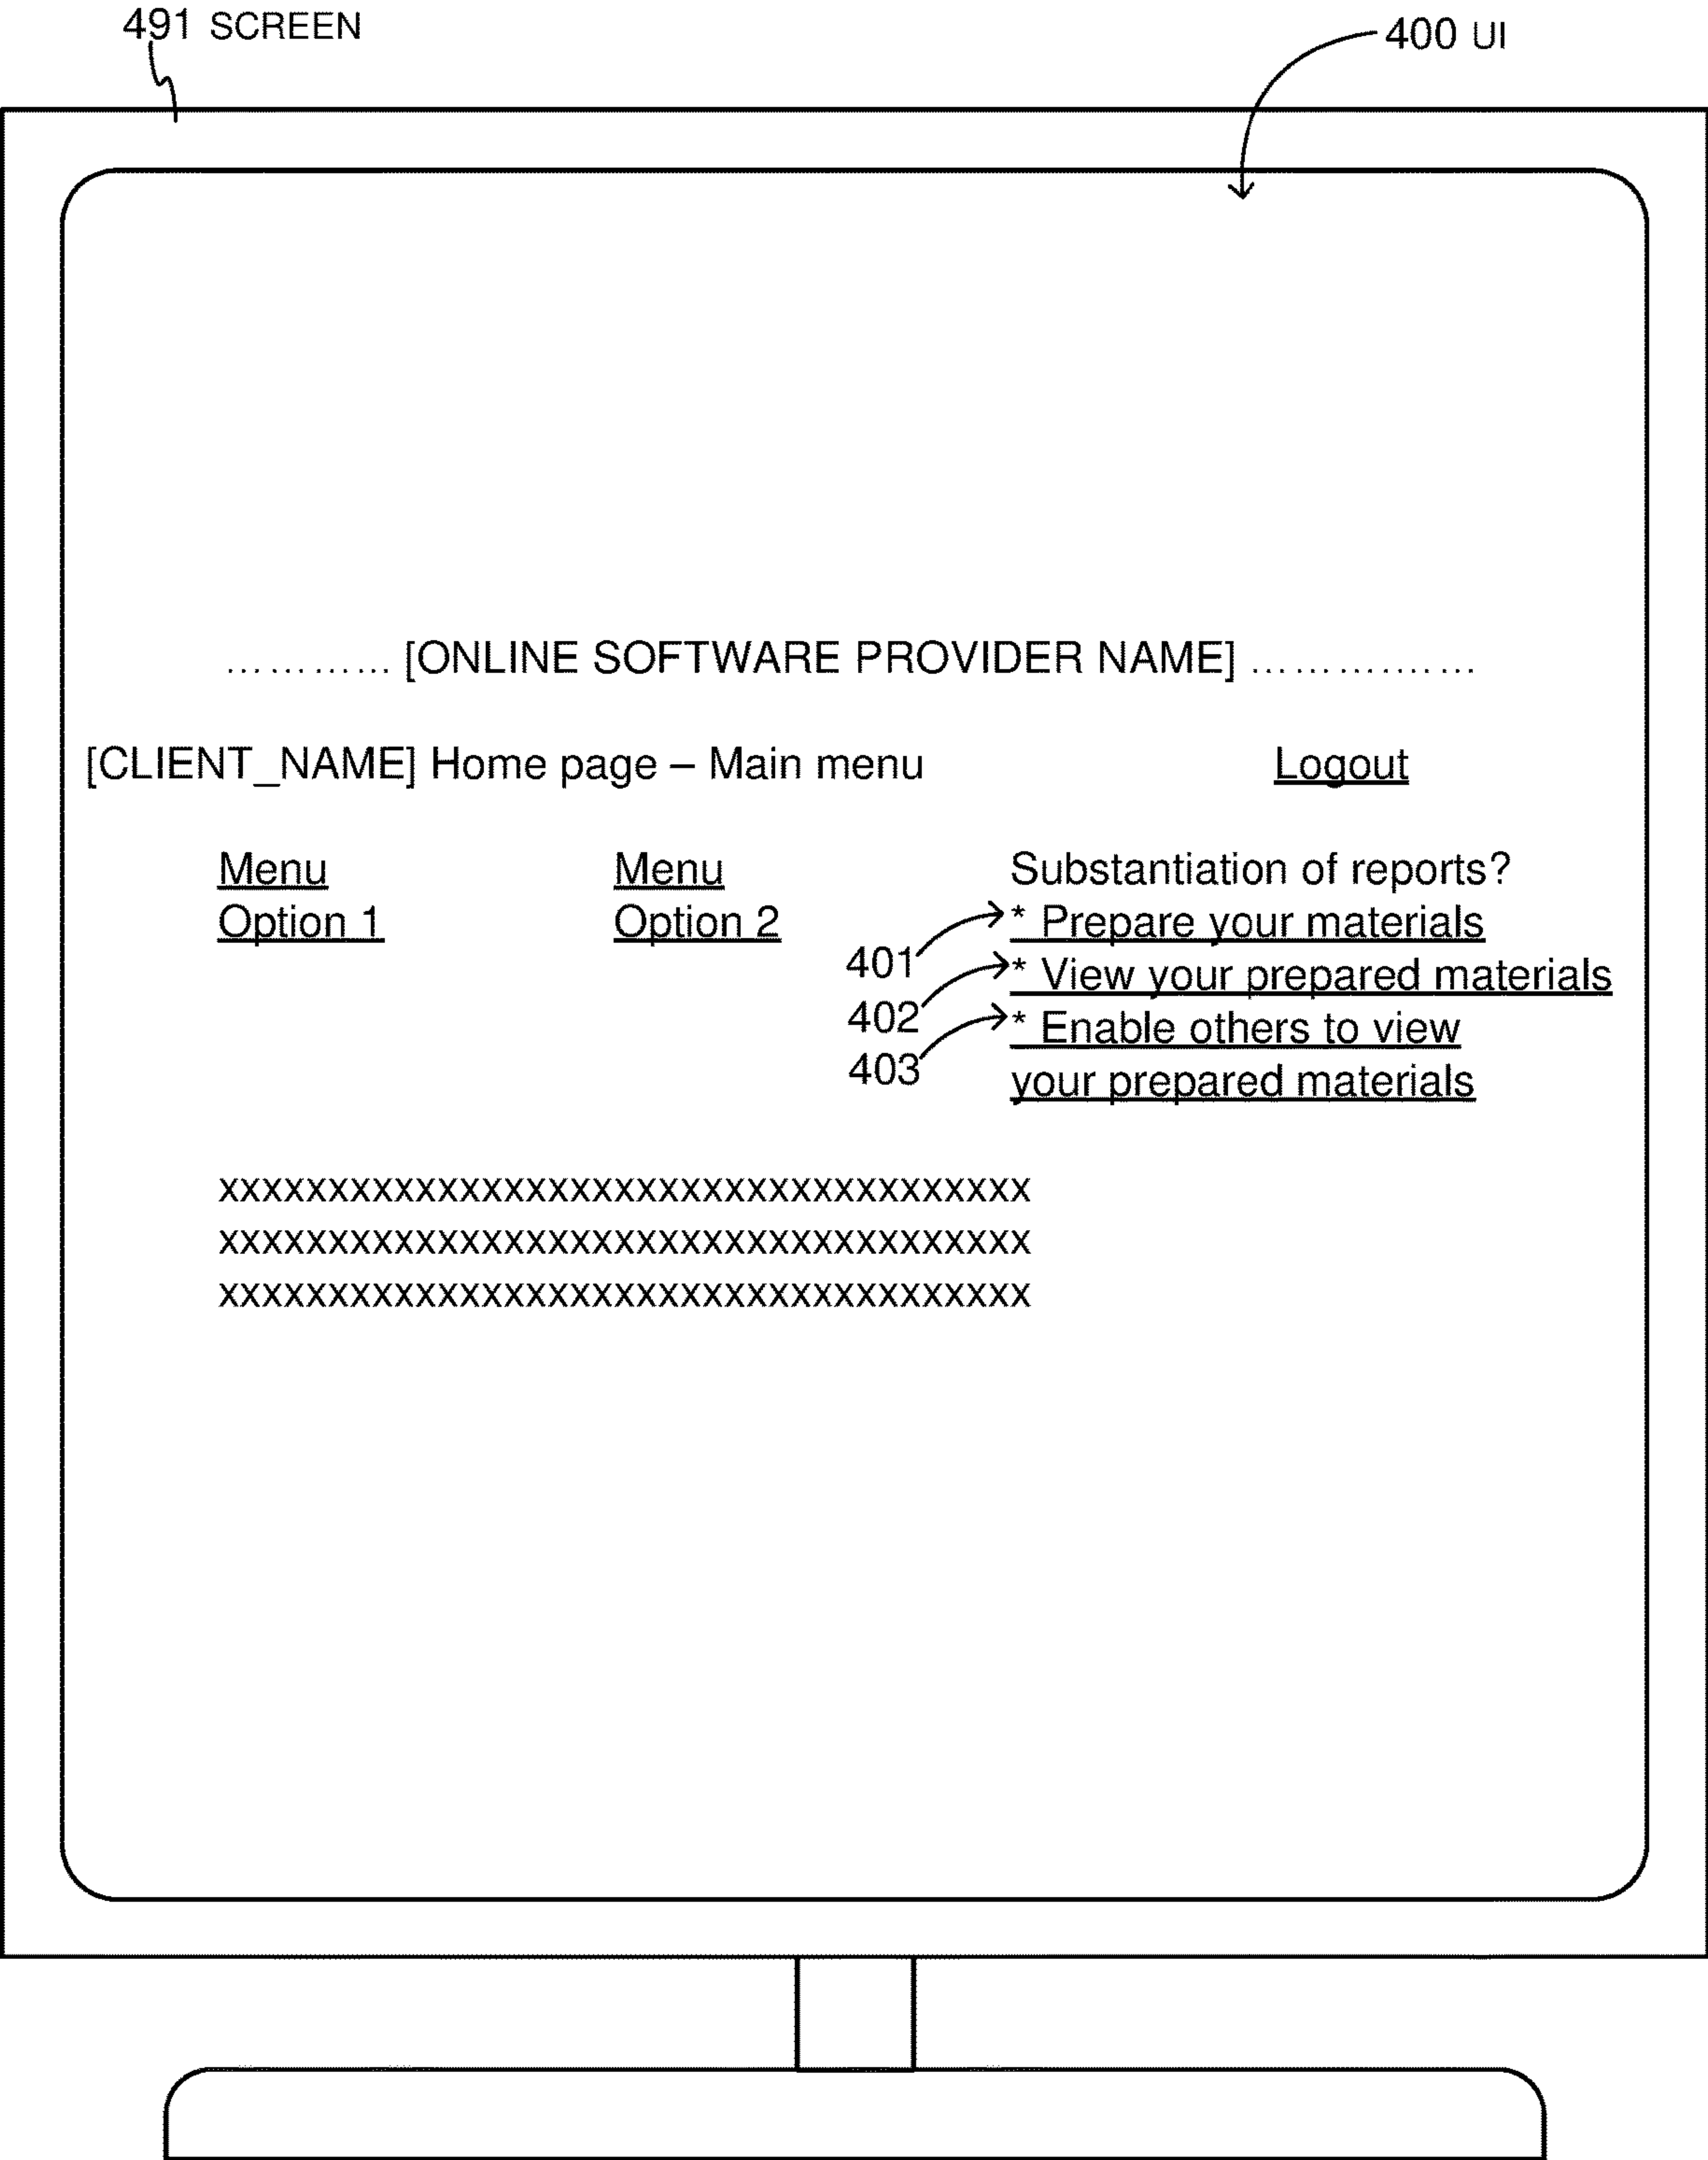 491 SCREEN
400 UI
………… [ONLINE SOFTWARE PROVIDER NAME] ……………
[CLIENT_NAME] Home page – Main menu Logout
Menu Menu Substantiation of reports?
Option 1 Option 2 * Prepare your materials
401
* View your prepared materials
402
* Enable others to view
403
your prepared materials
xxxxxxxxxxxxxxxxxxxxxxxxxxxxxxxxxxxxx
xxxxxxxxxxxxxxxxxxxxxxxxxxxxxxxxxxxxx
xxxxxxxxxxxxxxxxxxxxxxxxxxxxxxxxxxxxx